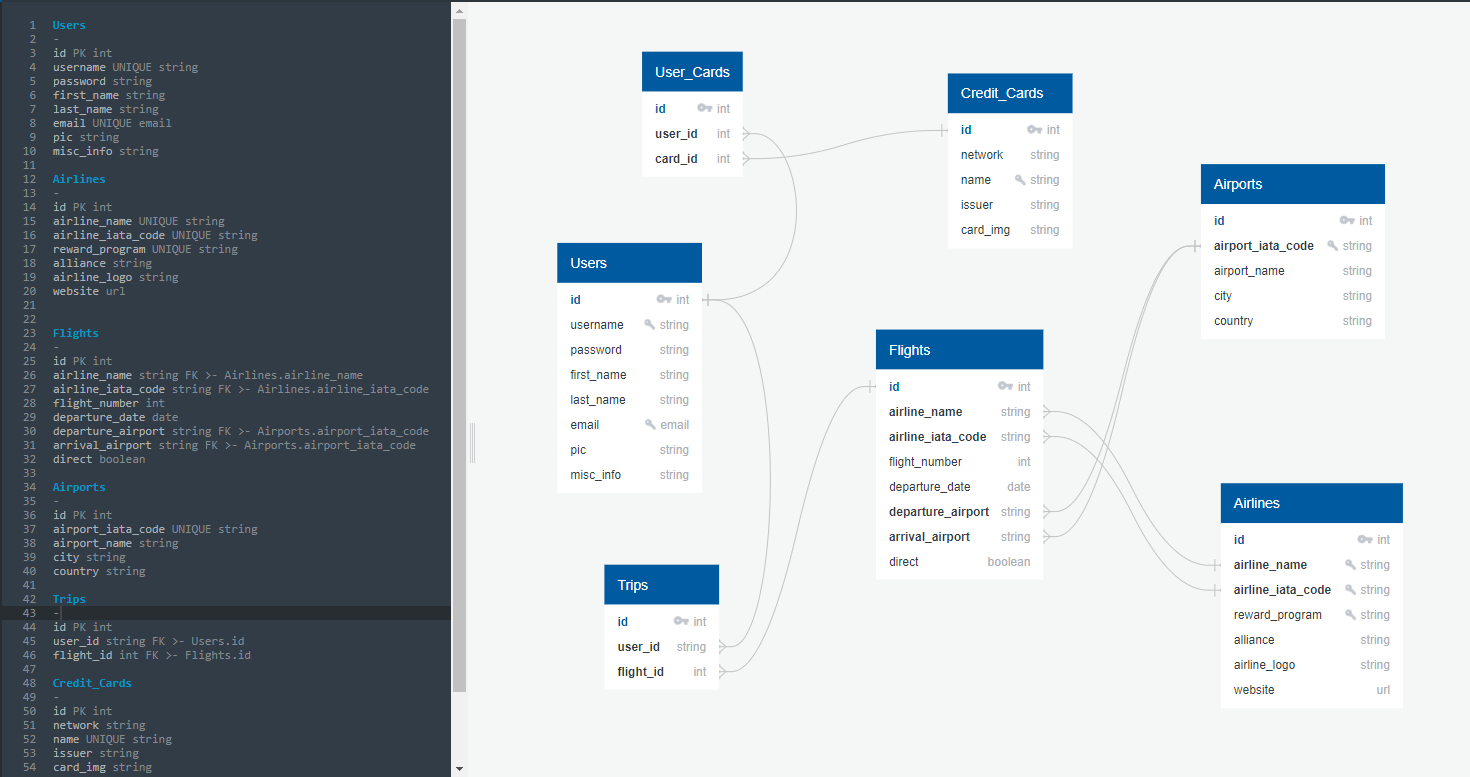 1 Users
2 -
3 id PK int
4 username UNIQUE string
5 password string
6 first_name string
7 last_name string
8 email UNIQUE email
9 pic string
10 misc_info string
11
12 Airlines
13 -
14 id PK int
15 airline_name UNIQUE string
16 airline_iata_code UNIQUE string
17 reward_program UNIQUE string
18 alliance string
19 airline_logo string
20 website url
21
22
23 Flights
24 -
25 id PK int
26 airline_name string FK >- Airlines.airline_name
27 airline_iata_code string FK >- Airlines.airline_iata_code
28 flight_number int
29 departure_date date
30 departure_airport string FK >- Airports.airport_iata_code
31 arrival_airport string FK >- Airports.airport_iata_code
32 direct boolean
33
34 Airports
35 -
36 id PK int
37 airport_iata_code UNIQUE string
38 airport_name string
39 city string
40 country string
41
42 Trips
43 -
44 id PK int
45 user_id string FK >- Users.id
46 flight_id int FK >- Flights.id
47
48 Credit_Cards
49 -
50 id PK int
51 network string
52 name UNIQUE string
53 issuer string
54 card_img string
User_Cards
id int
user_id int
card_id int
Credit_Cards
id int
network string
name string
issuer string
card_img string
Airports
id int
airport_iata_code string
airport_name string
city string
country string
Users
id int
username string
password string
first_name string
last_name string
email email
pic string
misc_info string
Flights
id int
airline_name string
airline_iata_code string
flight_number int
departure_date date
departure_airport string
arrival_airport string
direct boolean
Airlines
id int
airline_name string
airline_iata_code string
reward_program string
alliance string
airline_logo string
website url
Trips
id int
user_id string
flight_id int